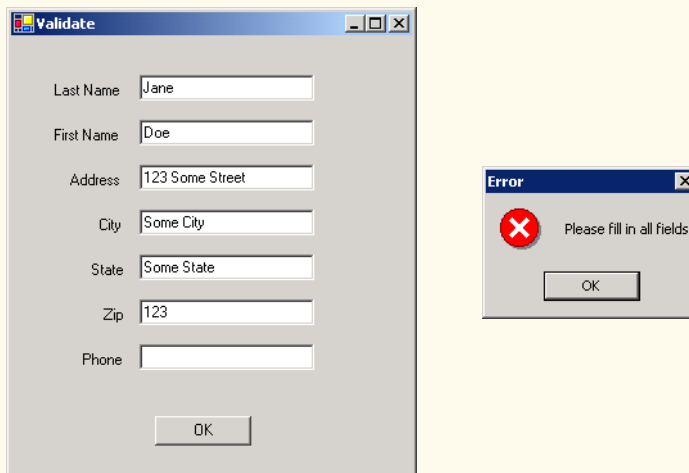 Validate
Last Name Jane
First Name Doe
Address 123 Some Street
City Some City
State Some State
Zip 123
Phone
OK
Error
Please fill in all fields
OK